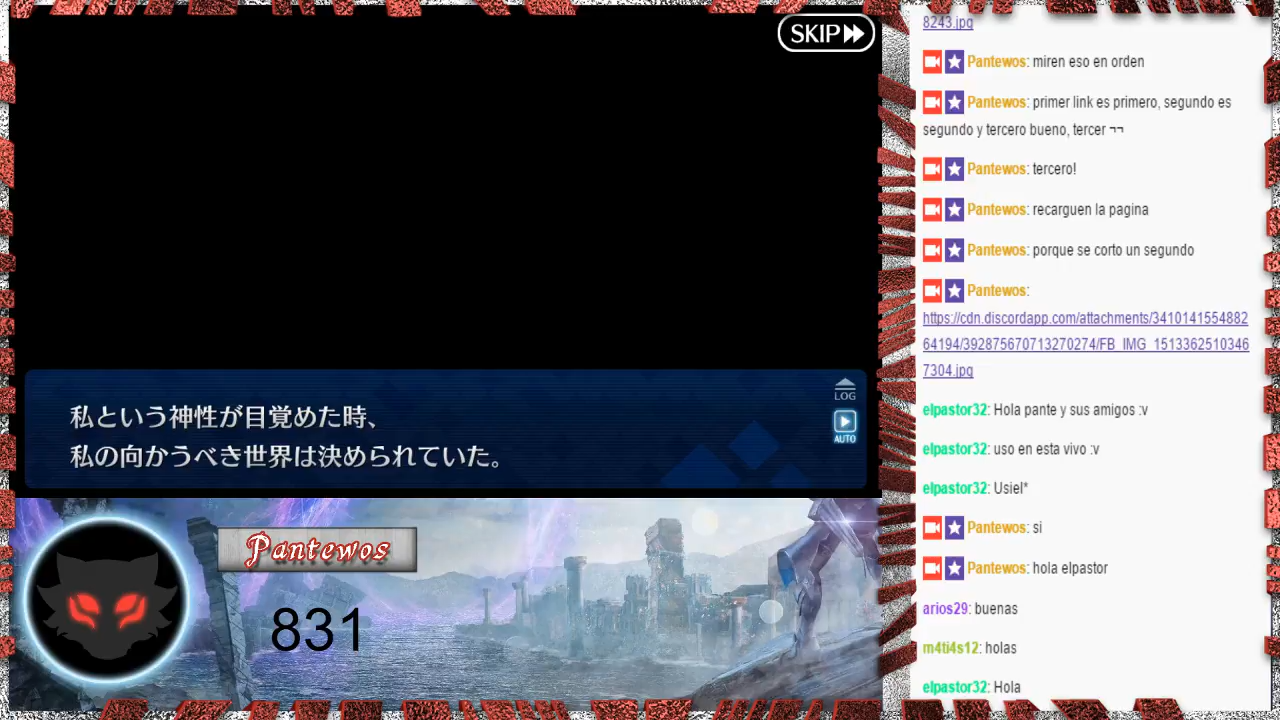 SKIP
私という神性が目覚めた時、
私の向かうべき世界は決められていた。
LOG
AUTO
Pantewos
831
8243.jpg
Pantewos: miren eso en orden
Pantewos: primer link es primero, segundo es
segundo y tercero bueno, tercer ¬¬
Pantewos: tercero!
Pantewos: recarguen la pagina
Pantewos: porque se corto un segundo
Pantewos:
https://cdn.discordapp.com/attachments/3410141554882
64194/392875670713270274/FB_IMG_1513362510346
7304.jpg
elpastor32: Hola pante y sus amigos :v
elpastor32: uso en esta vivo :v
elpastor32: Usiel*
Pantewos: si
Pantewos: hola elpastor
arios29: buenas
m4ti4s12: holas
elpastor32: Hola